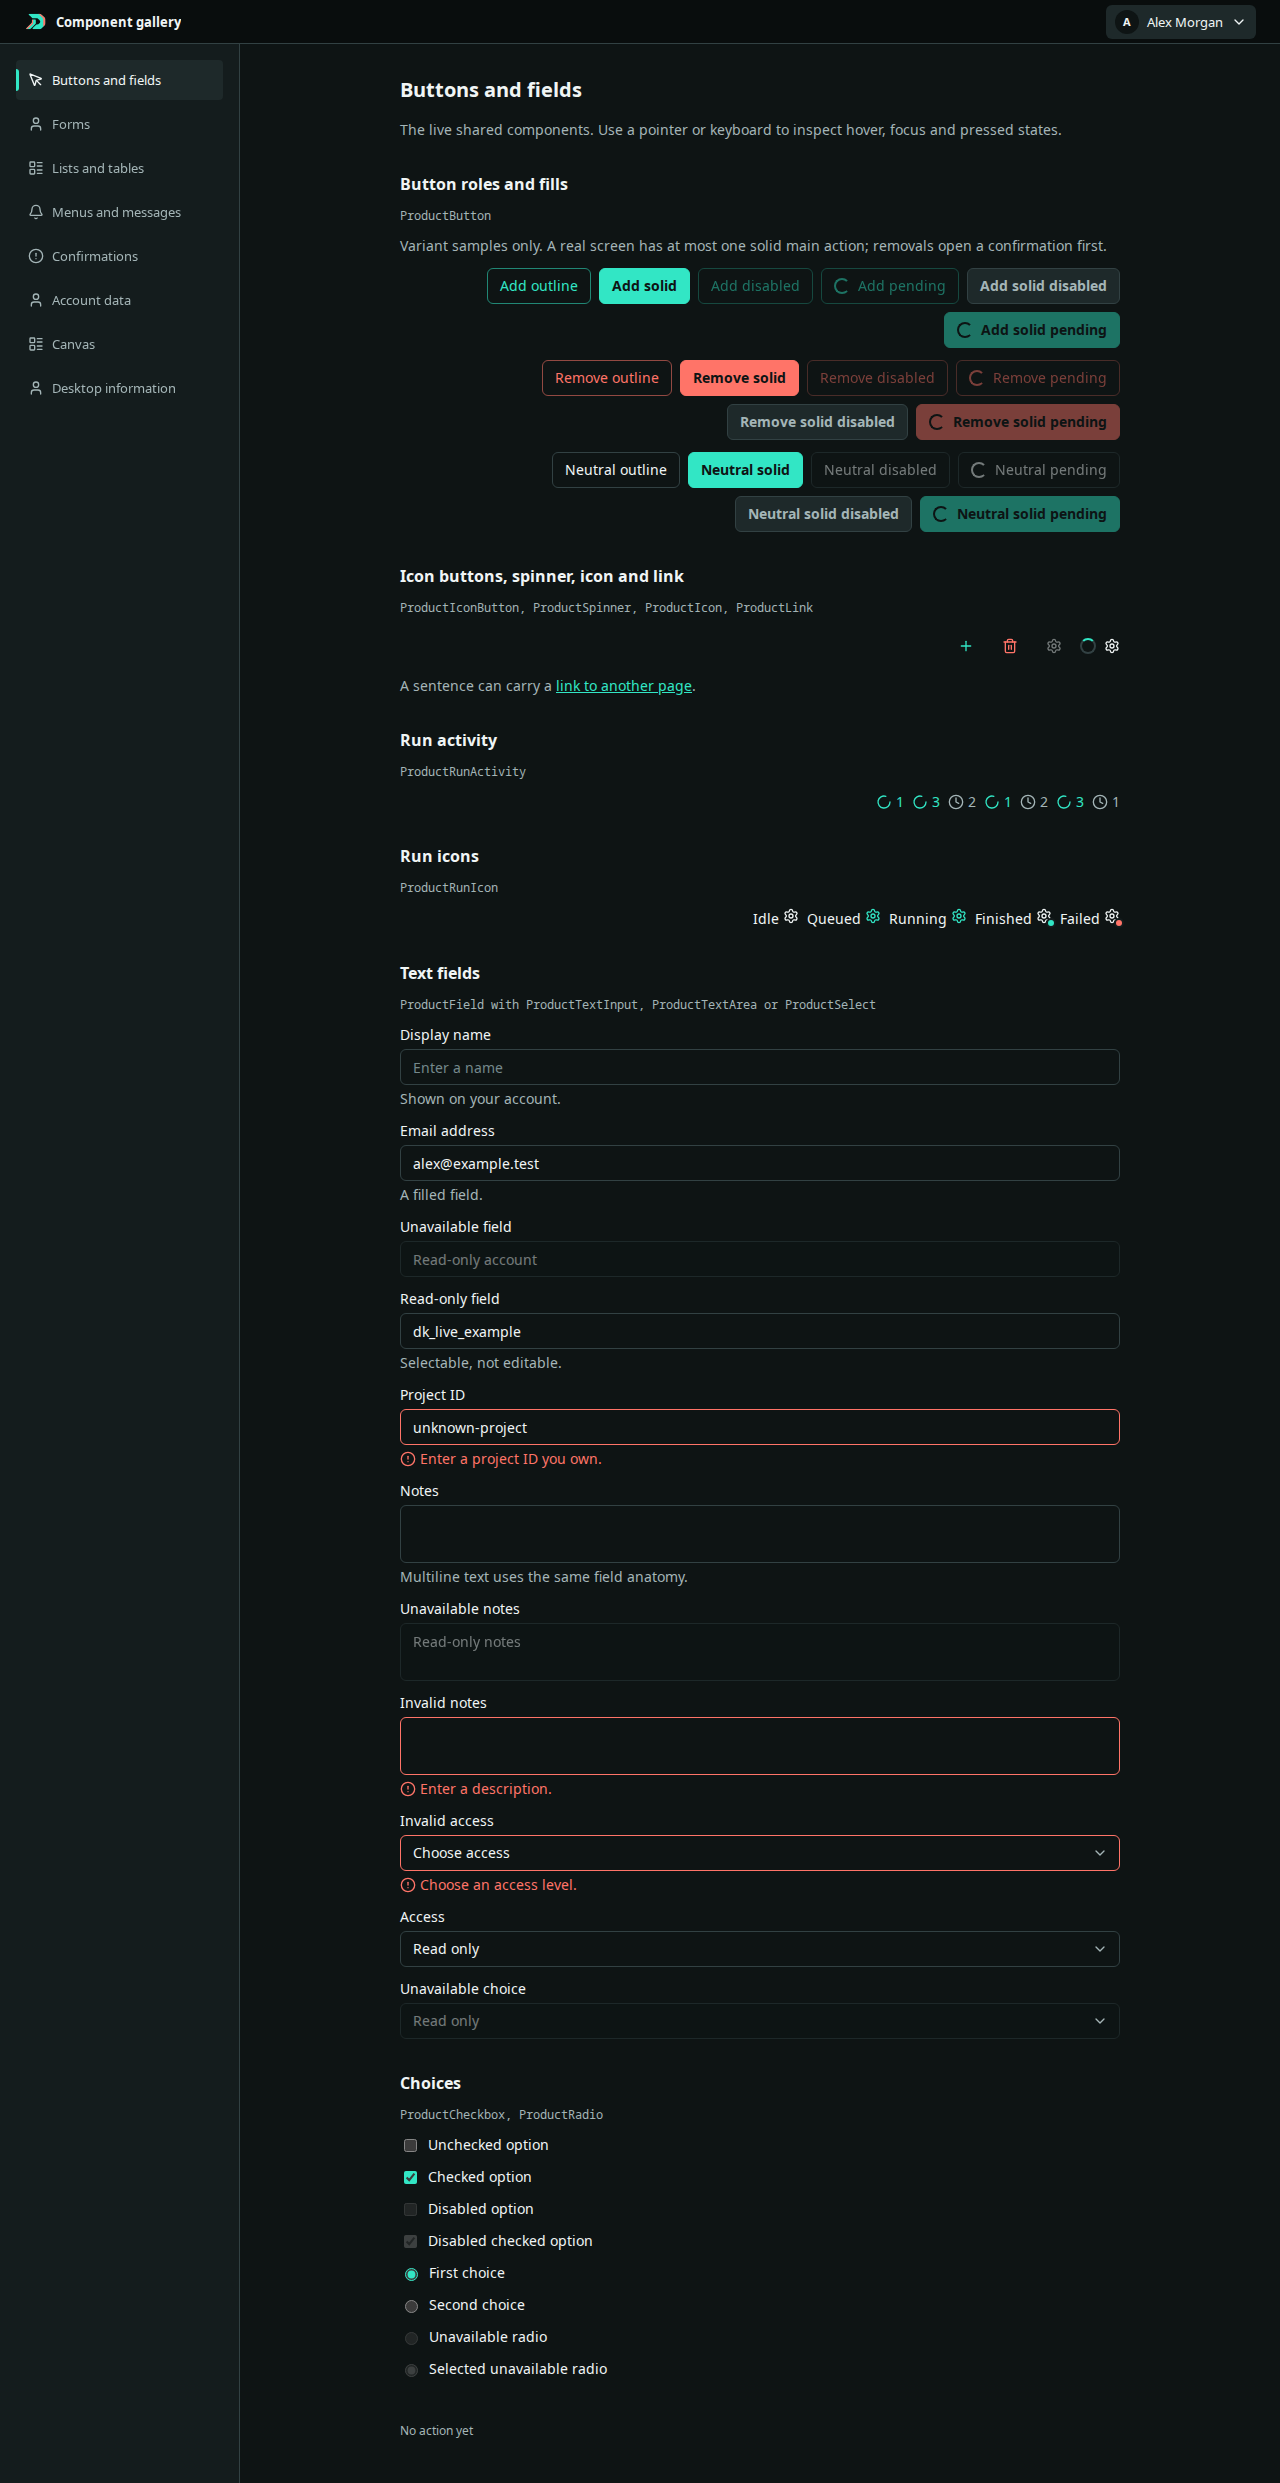 Component gallery
A
Alex Morgan
Buttons and fields
Forms
Lists and tables
Menus and messages
Confirmations
Account data
Canvas
Desktop information
Buttons and fields
The live shared components. Use a pointer or keyboard to inspect hover, focus and pressed states.
Button roles and fills
ProductButton
Variant samples only. A real screen has at most one solid main action; removals open a confirmation first.
Add outline Add solid Add disabled Add pending Add solid disabled
Add solid pending
Remove outline Remove solid Remove disabled Remove pending
Remove solid disabled Remove solid pending
Neutral outline Neutral solid Neutral disabled Neutral pending
Neutral solid disabled Neutral solid pending
Icon buttons, spinner, icon and link
ProductIconButton, ProductSpinner, ProductIcon, ProductLink
A sentence can carry a link to another page.
Run activity
ProductRunActivity
1 3 2 1 2 3 1
Run icons
ProductRunIcon
Idle Queued Running Finished Failed
Text fields
ProductField with ProductTextInput, ProductTextArea or ProductSelect
Display name
Enter a name
Shown on your account.
Email address
alex@example.test
A filled field.
Unavailable field
Read-only account
Read-only field
dk_live_example
Selectable, not editable.
Project ID
unknown-project
Enter a project ID you own.
Notes
Multiline text uses the same field anatomy.
Unavailable notes
Read-only notes
Invalid notes
Enter a description.
Invalid access
Choose access
Choose an access level.
Access
Read only
Unavailable choice
Read only
Choices
ProductCheckbox, ProductRadio
Unchecked option
Checked option
Disabled option
Disabled checked option
First choice
Second choice
Unavailable radio
Selected unavailable radio
No action yet